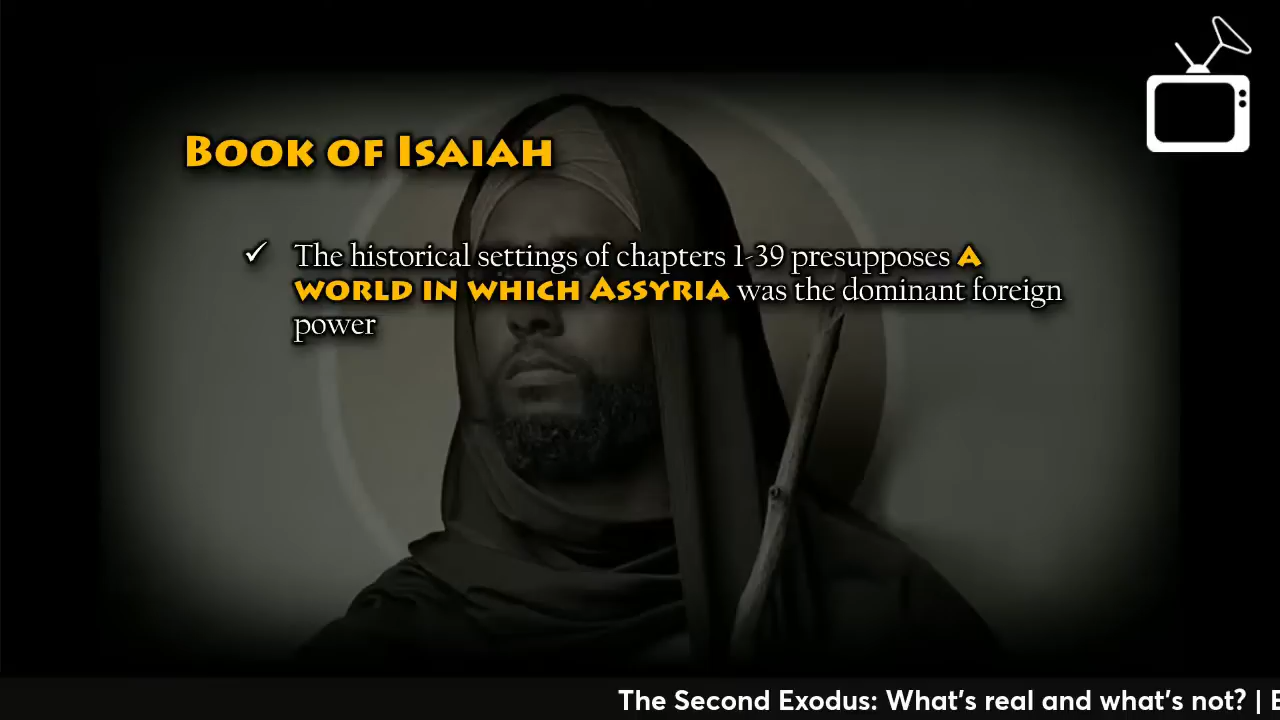 Book of Isaiah
✓ The historical settings of chapters 1-39 presupposes a
world in which Assyria was the dominant foreign
power
The Second Exodus: What's real and what's not? |